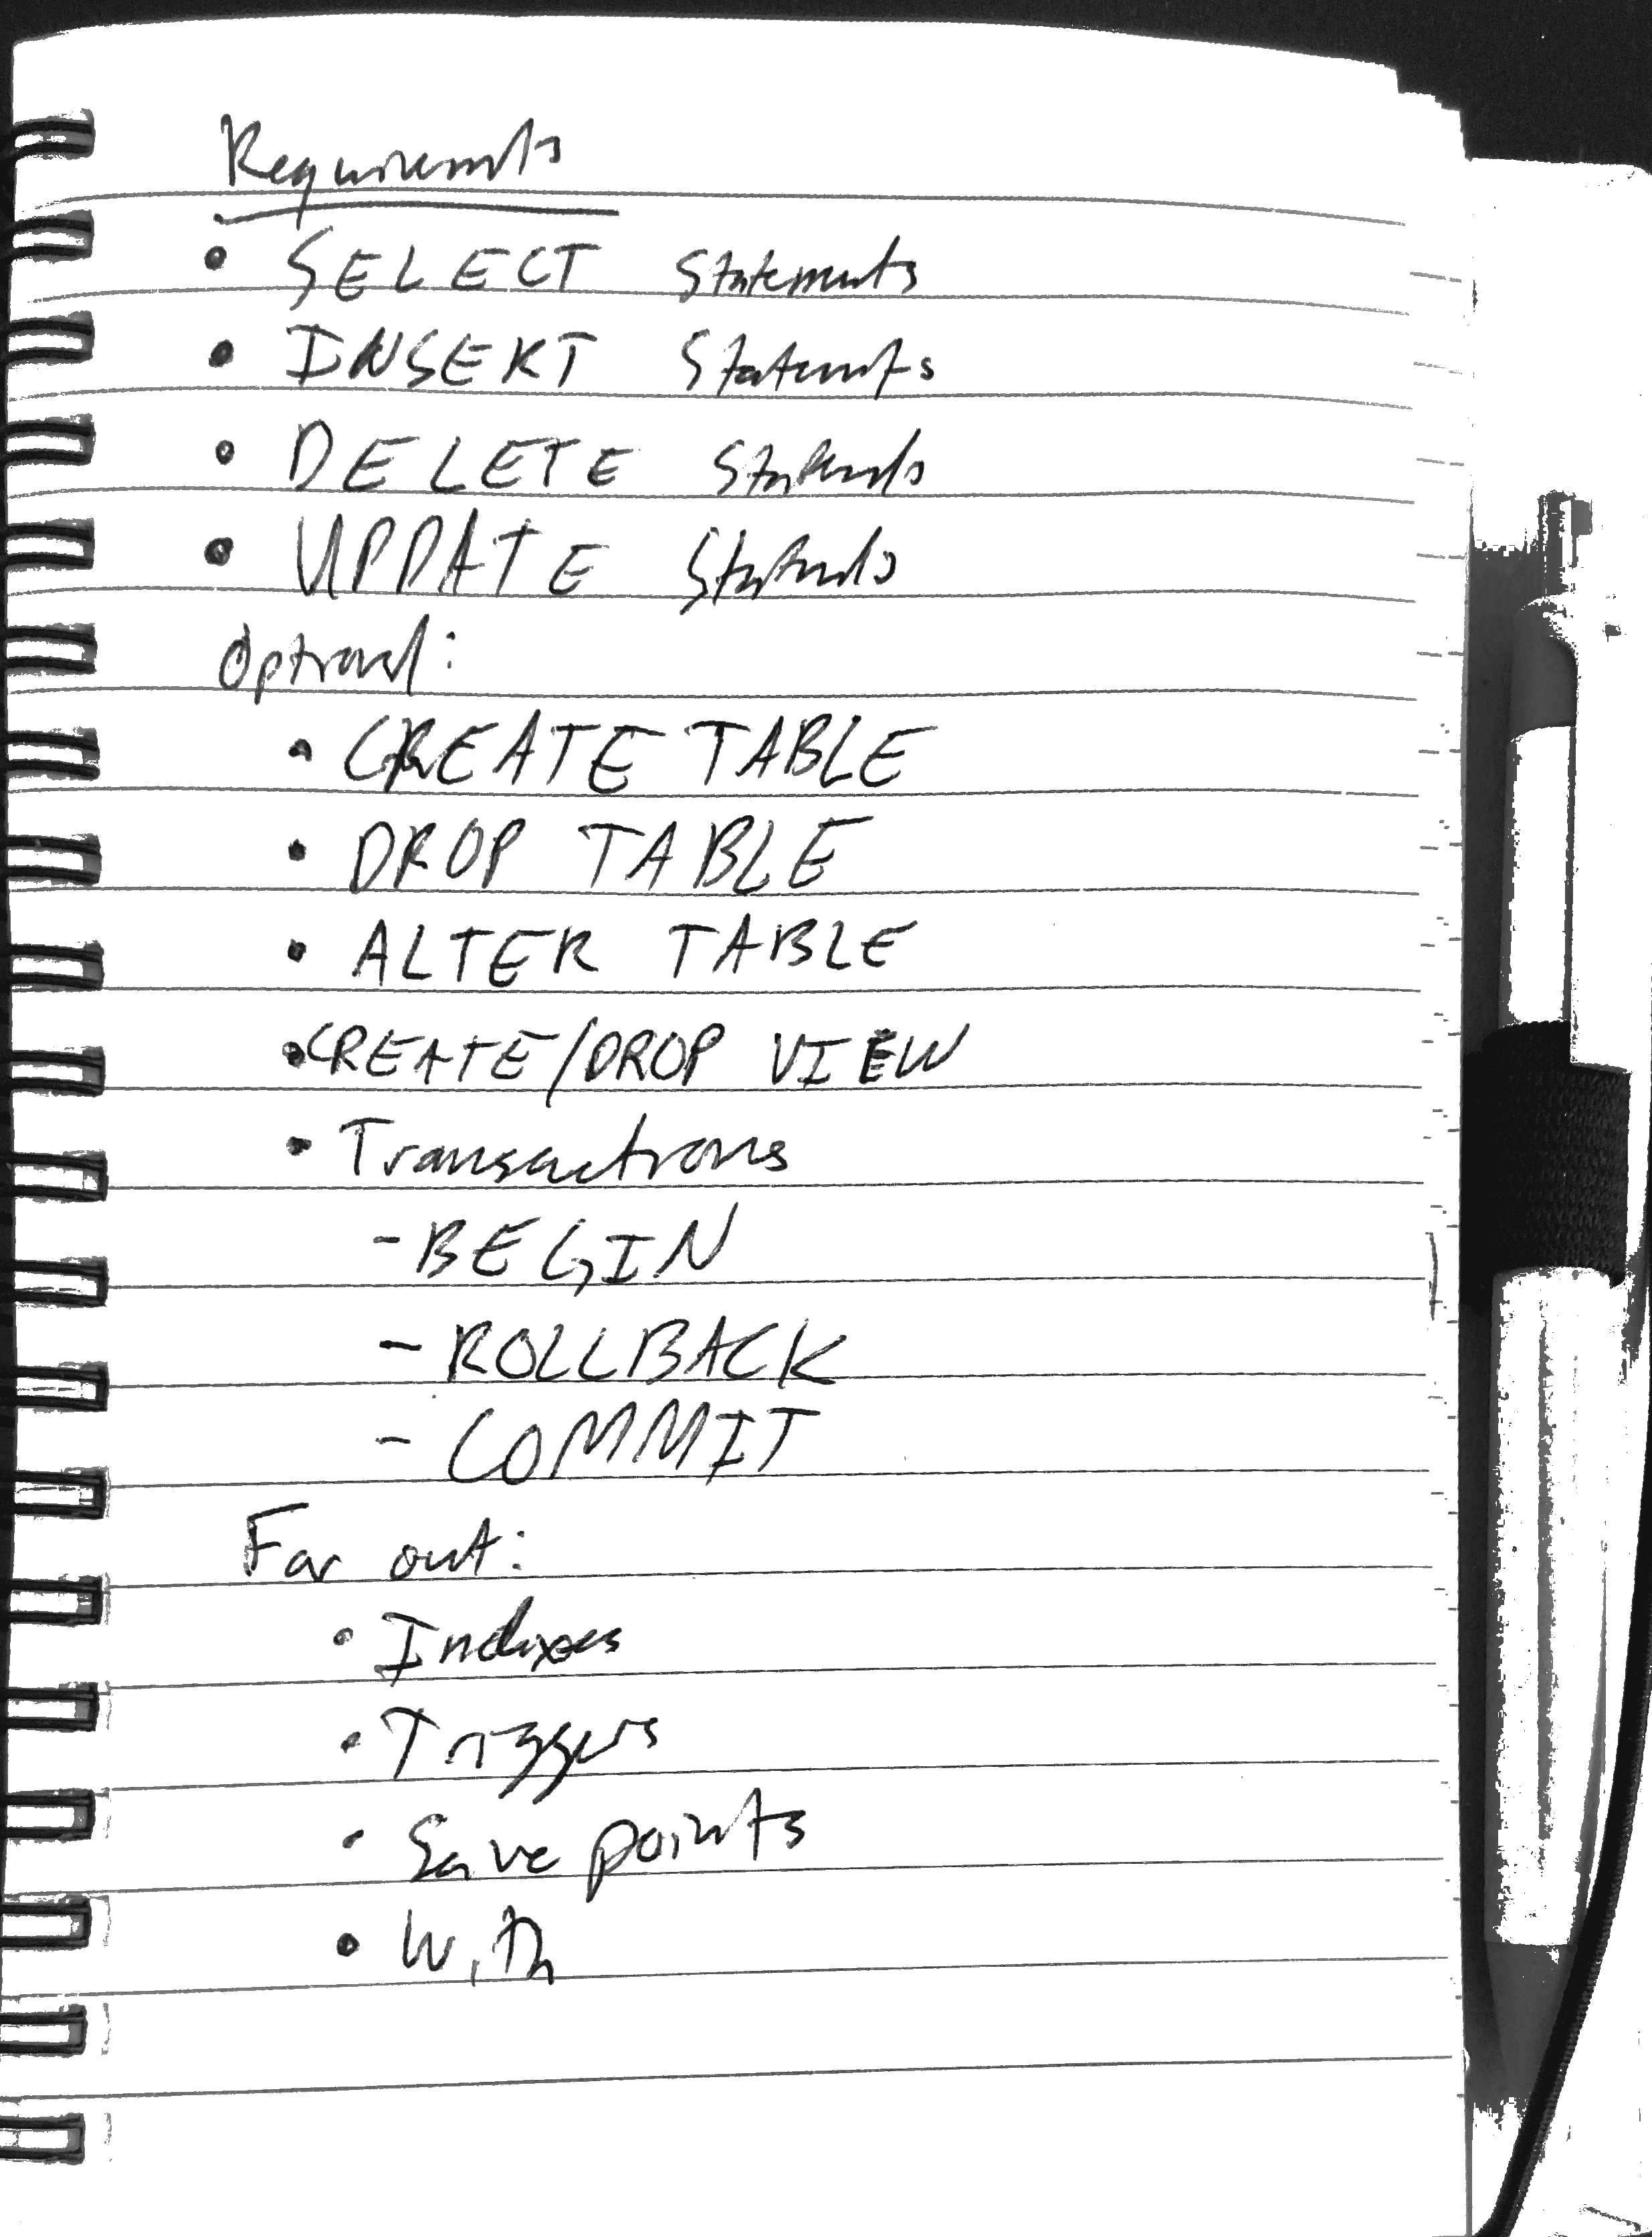 Requirements
• SELECT Statements
• INSERT Statements
• DELETE Statements
• UPDATE Statements
Optional:
• CREATE TABLE
• DROP TABLE
• ALTER TABLE
• CREATE/DROP VIEW
• Transactions
- BEGIN
- ROLLBACK
- COMMIT
Far out:
• Indexes
• Triggers
• Save points
• With